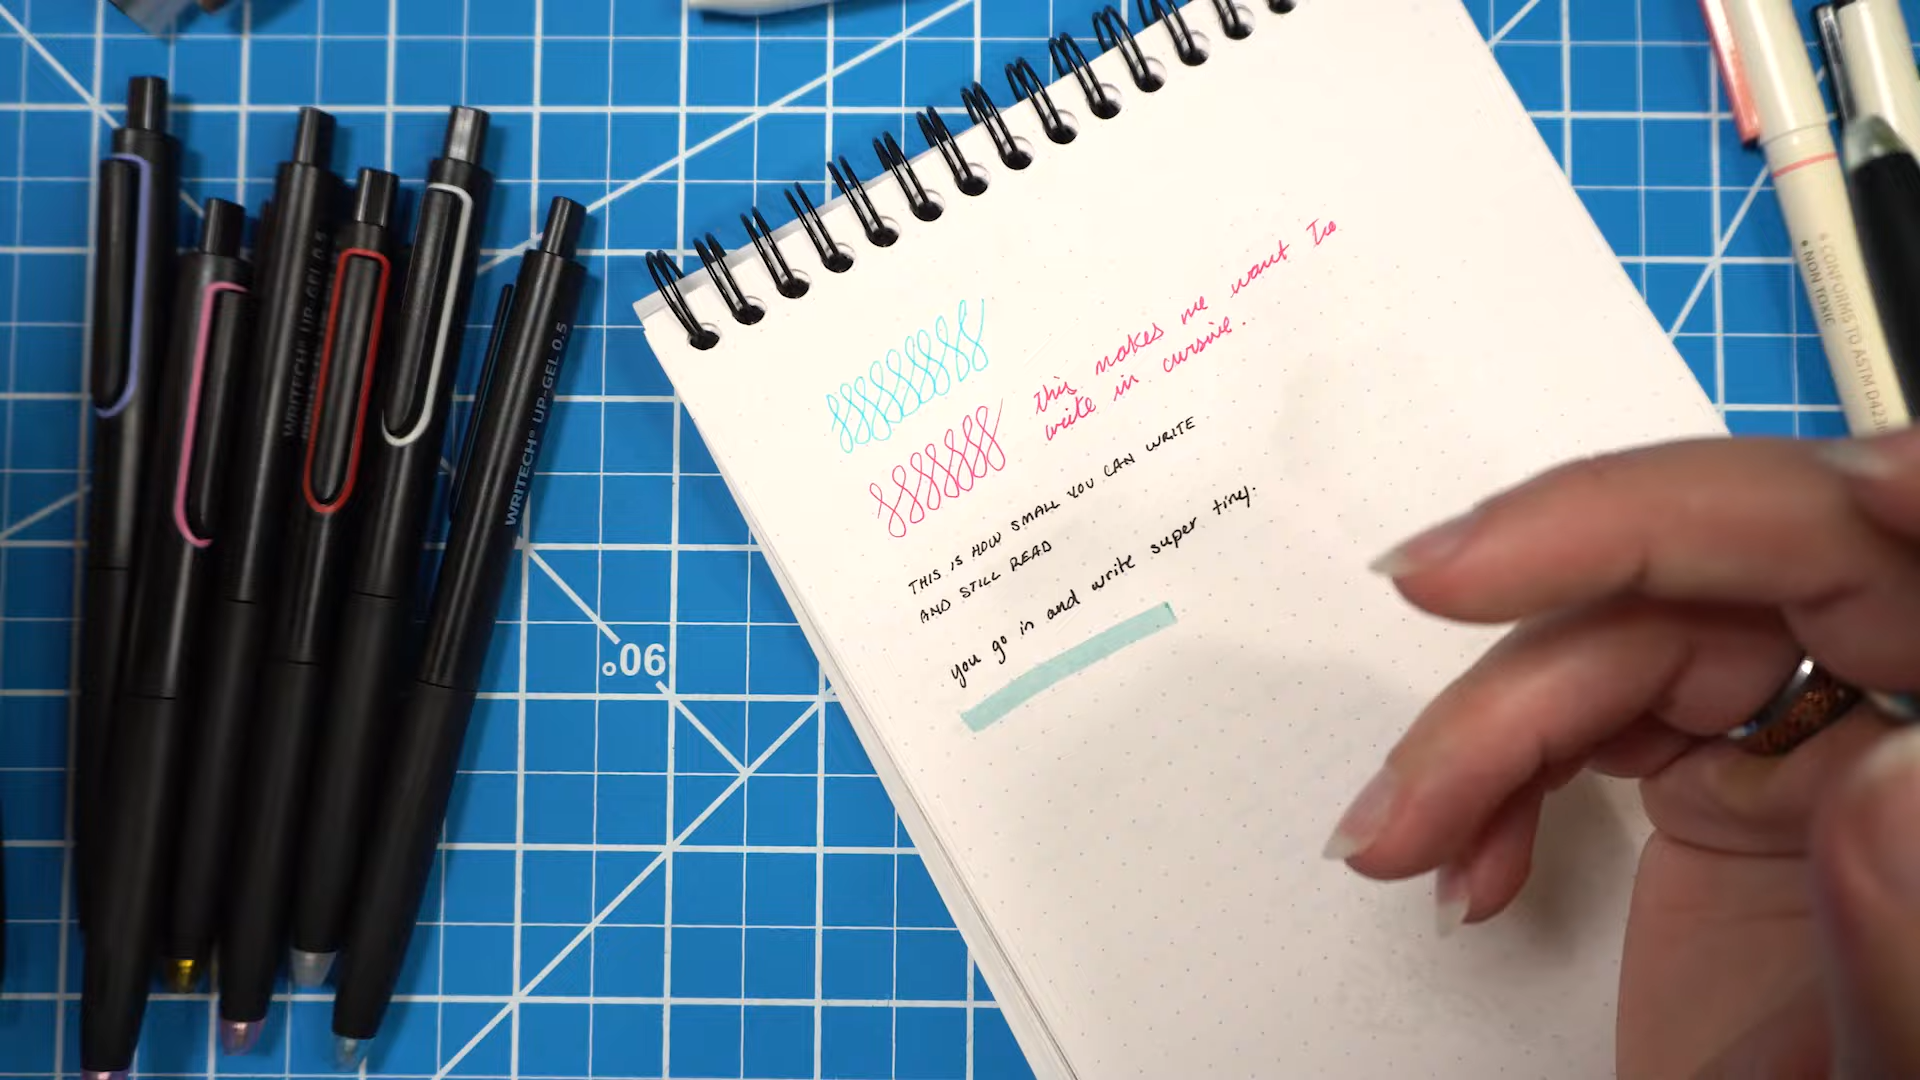 this makes me want to
write in cursive.
THIS IS HOW SMALL YOU CAN WRITE
AND STILL READ
you go in and write super tiny.
WRITECH® UP-GEL 0.5
WRITECH® UP-GEL 0.5
90°
CONFORMS TO ASTM D423
NON TOXIC